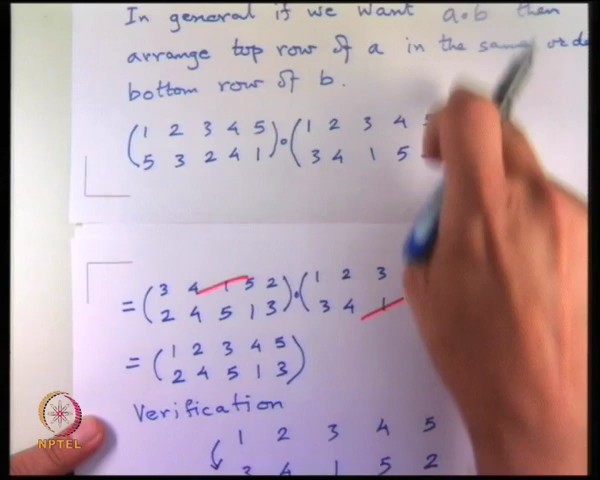 In general if we want a∘b then
arrange top row of a in the same
bottom row of b.
(1 2 3 4 5)∘(1 2 3 4
(5 3 2 4 1) (3 4 1 5
=(3 4 1 5 2)∘(1 2 3
(2 4 5 1 3) (3 4 1
=(1 2 3 4 5)
(2 4 5 1 3)
Verification
1 2 3 4 5
3 4 1 5 2
NPTEL